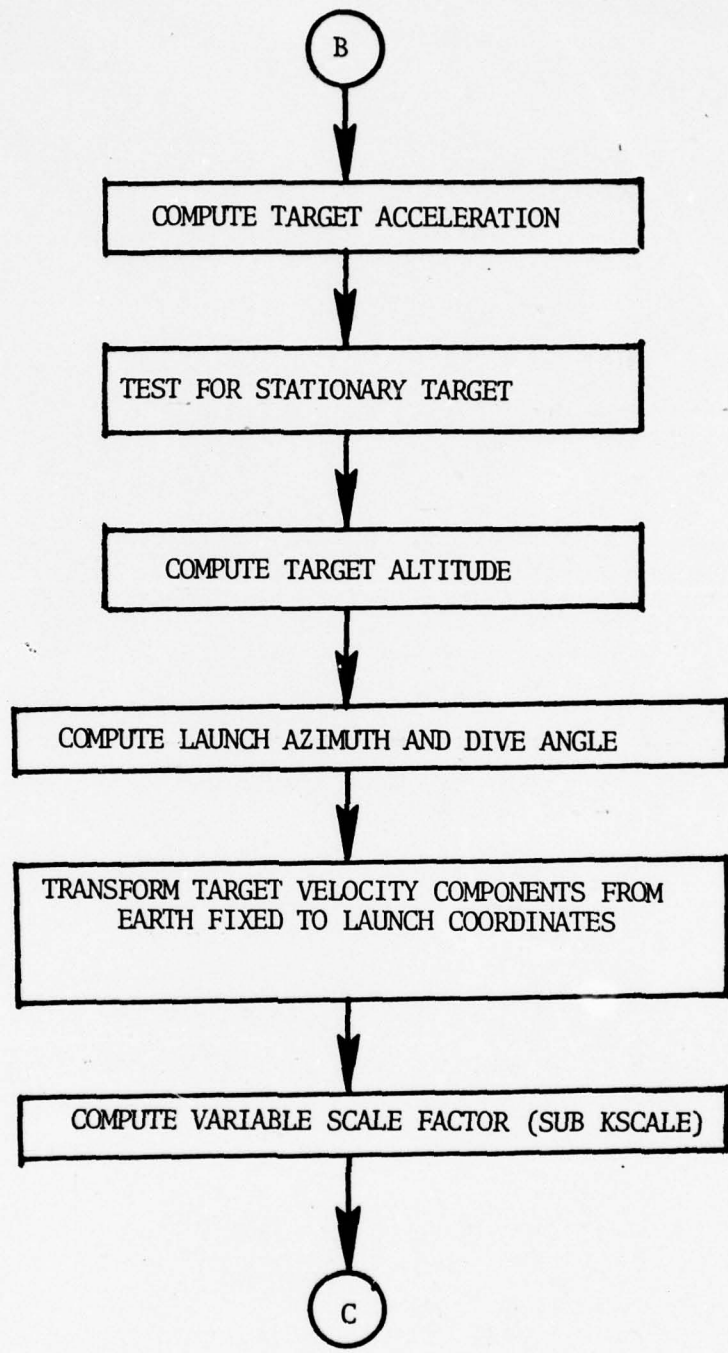 B
COMPUTE TARGET ACCELERATION
TEST FOR STATIONARY TARGET
COMPUTE TARGET ALTITUDE
COMPUTE LAUNCH AZIMUTH AND DIVE ANGLE
TRANSFORM TARGET VELOCITY COMPONENTS FROM
EARTH FIXED TO LAUNCH COORDINATES
COMPUTE VARIABLE SCALE FACTOR (SUB KSCALE)
C